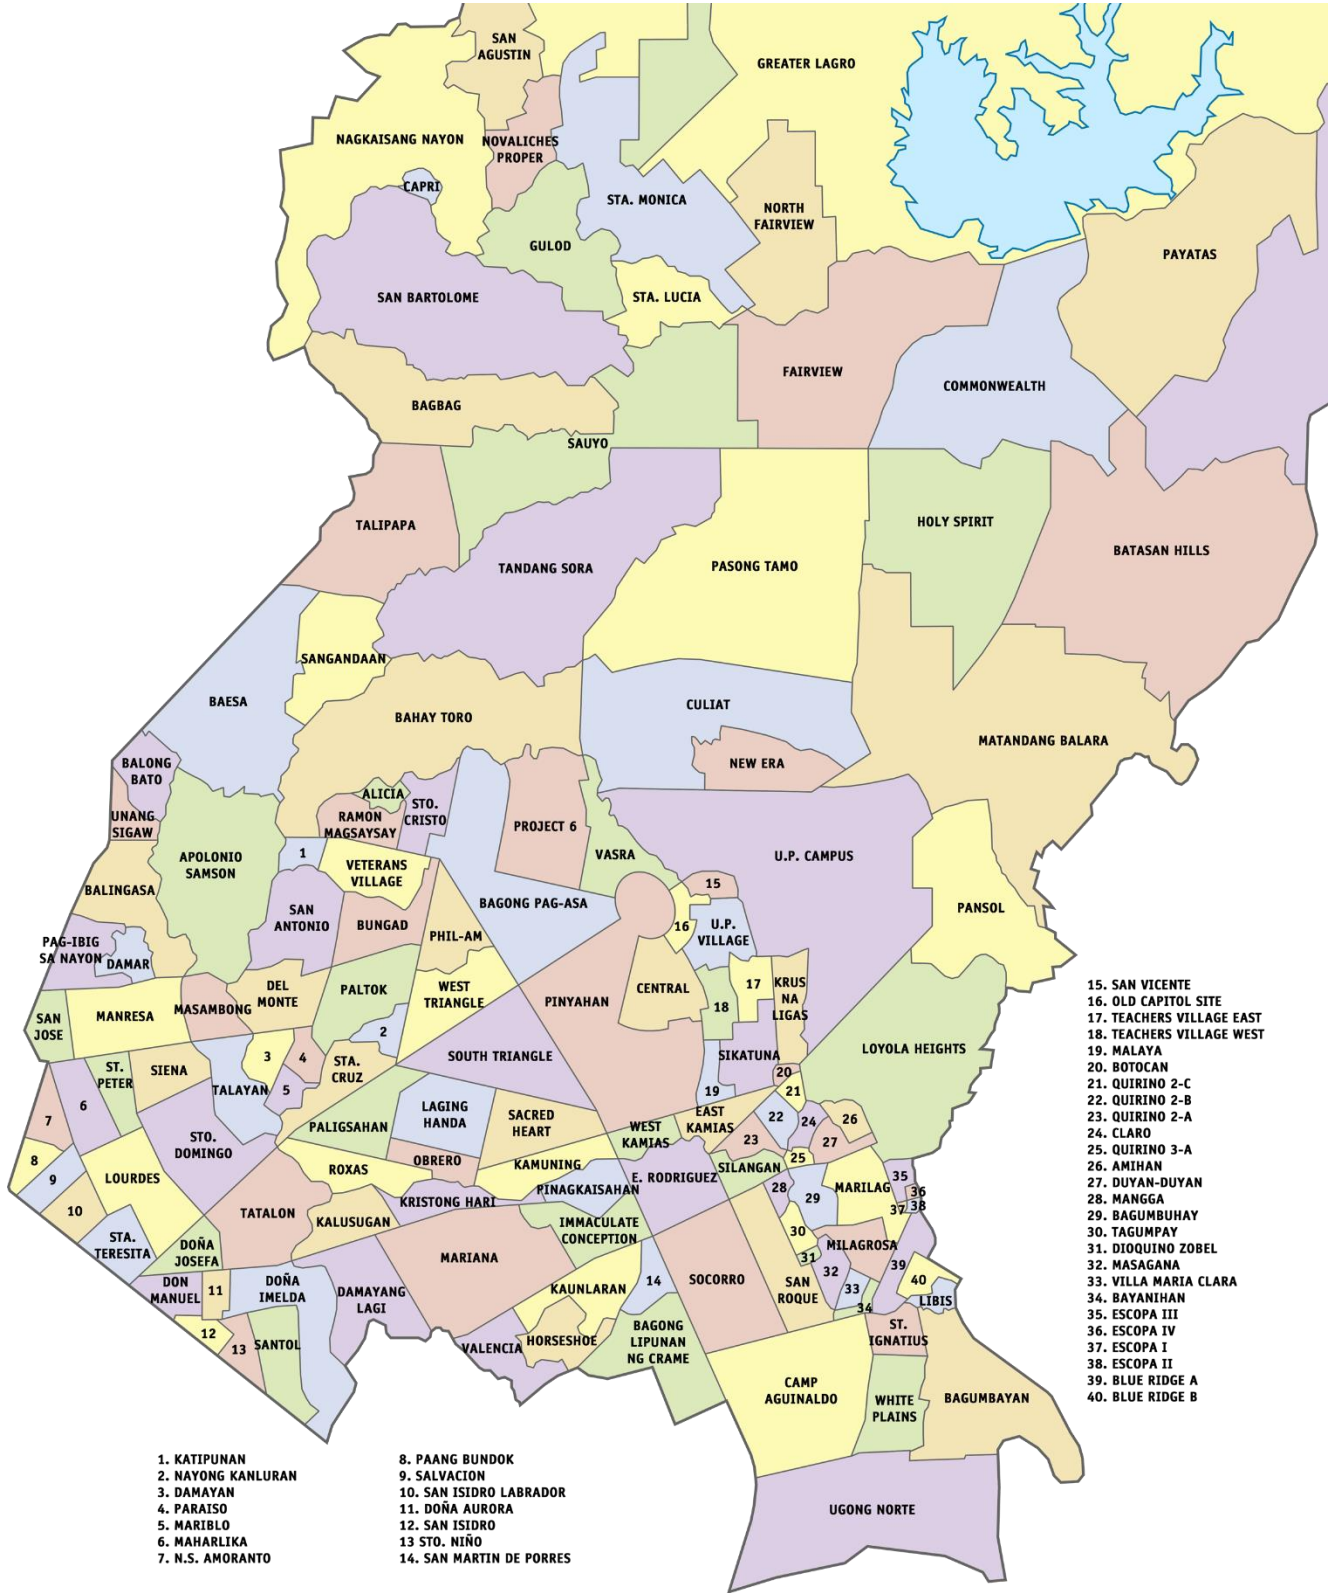 SAN
AGUSTIN
GREATER LAGRO
NAGKAISANG NAYON
NOVALICHES
PROPER
CAPRI
STA. MONICA
NORTH
FAIRVIEW
GULOD
PAYATAS
SAN BARTOLOME
STA. LUCIA
FAIRVIEW
COMMONWEALTH
BAGBAG
SAUYO
TALIPAPA
HOLY SPIRIT
BATASAN HILLS
TANDANG SORA
PASONG TAMO
SANGANDAAN
BAESA
CULIAT
BAHAY TORO
MATANDANG BALARA
BALONG
BATO
NEW ERA
ALICIA
STO.
CRISTO
UNANG
SIGAW
RAMON
MAGSAYSAY
PROJECT 6
1
VASRA
U.P. CAMPUS
APOLONIO
SAMSON
VETERANS
VILLAGE
15
BALINGASA
BAGONG PAG-ASA
PANSOL
SAN
ANTONIO
BUNGAD
PHIL-AM
16
U.P.
VILLAGE
PAG-IBIG
SA NAYON
DAMAR
DEL
MONTE
PALTOK
WEST
TRIANGLE
PINYAHAN
CENTRAL
17
KRUS
NA
LIGAS
MASAMBONG
18
SAN
JOSE
MANRESA
2
3
4
SOUTH TRIANGLE
SIKATUNA
LOYOLA HEIGHTS
ST.
PETER
SIENA
STA.
CRUZ
20
TALAYAN
5
19
21
6
7
LAGING
HANDA
SACRED
HEART
EAST
KAMIAS
22
24
26
PALIGSAHAN
WEST
KAMIAS
23
27
STO.
DOMINGO
8
OBRERO
KAMUNING
25
9
LOURDES
ROXAS
SILANGAN
E. RODRIGUEZ
35
KRISTONG HARI
PINAGKAISAHAN
28
29
MARILAG
36
38
37
10
TATALON
KALUSUGAN
IMMACULATE
CONCEPTION
30
STA.
TERESITA
DOÑA
JOSEFA
MARIANA
MILAGROSA
31
32
39
DON
MANUEL
11
DOÑA
IMELDA
DAMAYANG
LAGI
KAUNLARAN
14
SOCORRO
SAN
ROQUE
33
40
LIBIS
34
12
13
SANTOL
VALENCIA
HORSESHOE
BAGONG
LIPUNAN
NG CRAME
ST.
IGNATIUS
CAMP
AGUINALDO
WHITE
PLAINS
BAGUMBAYAN
UGONG NORTE
15. SAN VICENTE
16. OLD CAPITOL SITE
17. TEACHERS VILLAGE EAST
18. TEACHERS VILLAGE WEST
19. MALAYA
20. BOTOCAN
21. QUIRINO 2-C
22. QUIRINO 2-B
23. QUIRINO 2-A
24. CLARO
25. QUIRINO 3-A
26. AMIHAN
27. DUYAN-DUYAN
28. MANGGA
29. BAGUMBUHAY
30. TAGUMPAY
31. DIOQUINO ZOBEL
32. MASAGANA
33. VILLA MARIA CLARA
34. BAYANIHAN
35. ESCOPA III
36. ESCOPA IV
37. ESCOPA I
38. ESCOPA II
39. BLUE RIDGE A
40. BLUE RIDGE B
1. KATIPUNAN
2. NAYONG KANLURAN
3. DAMAYAN
4. PARAISO
5. MARIBLO
6. MAHARLIKA
7. N.S. AMORANTO
8. PAANG BUNDOK
9. SALVACION
10. SAN ISIDRO LABRADOR
11. DOÑA AURORA
12. SAN ISIDRO
13 STO. NIÑO
14. SAN MARTIN DE PORRES